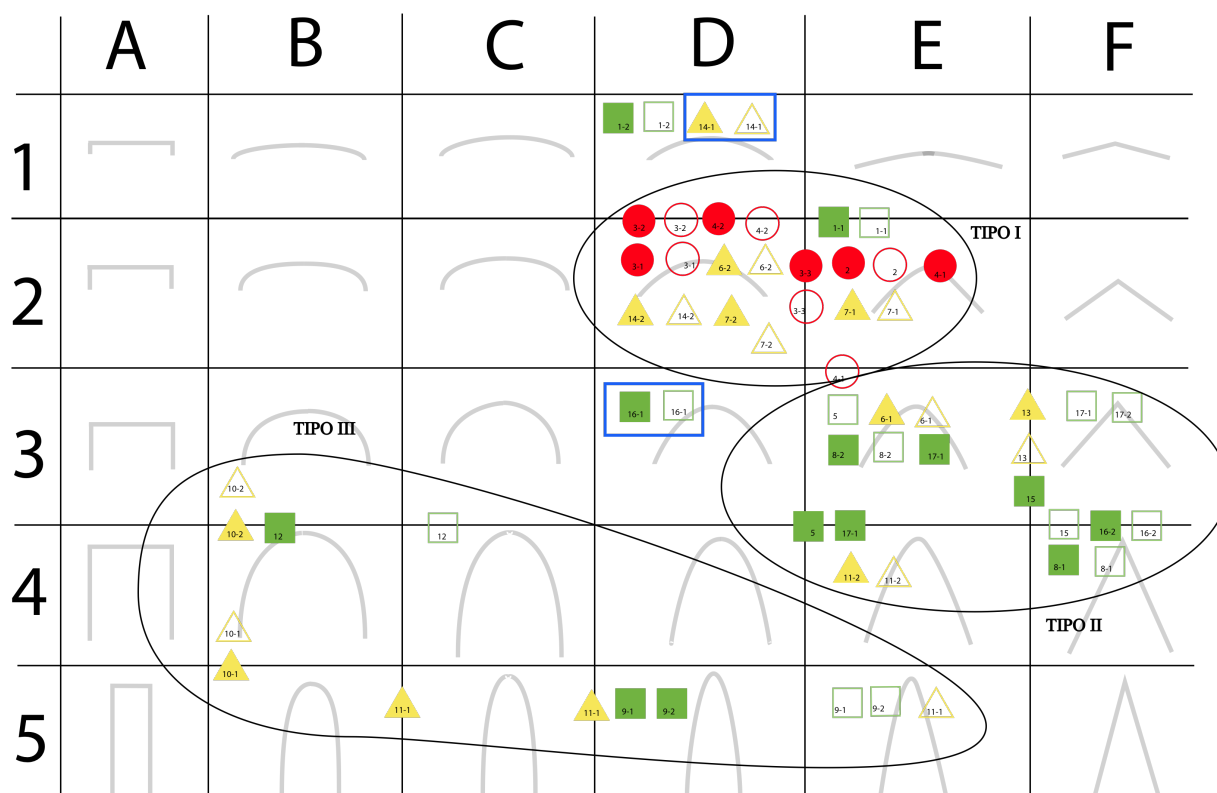 A B C D E F
1
1-2 1-2 14-1 14-1
3-2 3-2 4-2 4-2 1-1 1-1
TIPO I
2
3-1 3-1 6-2 6-2 3-3 2 2 4-1
14-2 14-2 7-2 3-3 7-1 7-1
7-2
4-1
3
16-1 16-1 5 6-1 6-1 13 17-1 17-2
TIPO III
8-2 8-2 17-1 13
10-2
15
10-2 12 12 5 17-1 15 16-2 16-2
4
11-2 11-2 8-1 8-1
10-1
TIPO II
10-1
5
11-1 11-1 9-1 9-2 9-1 9-2 11-1